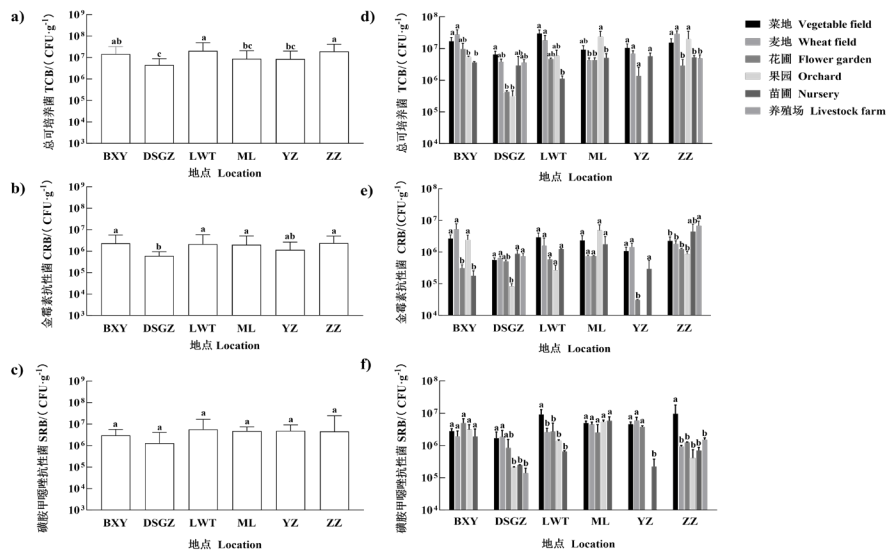 a)
总可培养菌 TCB/( CFU·g⁻¹)
10⁹
10⁸
10⁷
10⁶
10⁵
10⁴
10³
ab
c
a
bc
bc
a
BXY DSGZ LWT ML YZ ZZ
地点 Location
b)
金霉素抗性菌 CRB/( CFU·g⁻¹)
10⁹
10⁸
10⁷
10⁶
10⁵
10⁴
10³
a
b
a
a
ab
a
BXY DSGZ LWT ML YZ ZZ
地点 Location
c)
磺胺甲噁唑抗性菌 SRB/( CFU·g⁻¹)
10⁹
10⁸
10⁷
10⁶
10⁵
10⁴
10³
a
a
a
a
a
a
BXY DSGZ LWT ML YZ ZZ
地点 Location
d)
总可培养菌 TCB/( CFU·g⁻¹)
10⁸
10⁷
10⁶
10⁵
10⁴
BXY DSGZ LWT ML YZ ZZ
地点 Location
e)
金霉素抗性菌 CRB/( CFU·g⁻¹)
10⁸
10⁷
10⁶
10⁵
10⁴
BXY DSGZ LWT ML YZ ZZ
地点 Location
f)
磺胺甲噁唑抗性菌 SRB/( CFU·g⁻¹)
10⁸
10⁷
10⁶
10⁵
10⁴
BXY DSGZ LWT ML YZ ZZ
地点 Location
菜地 Vegetable field
麦地 Wheat field
花圃 Flower garden
果园 Orchard
苗圃 Nursery
养殖场 Livestock farm